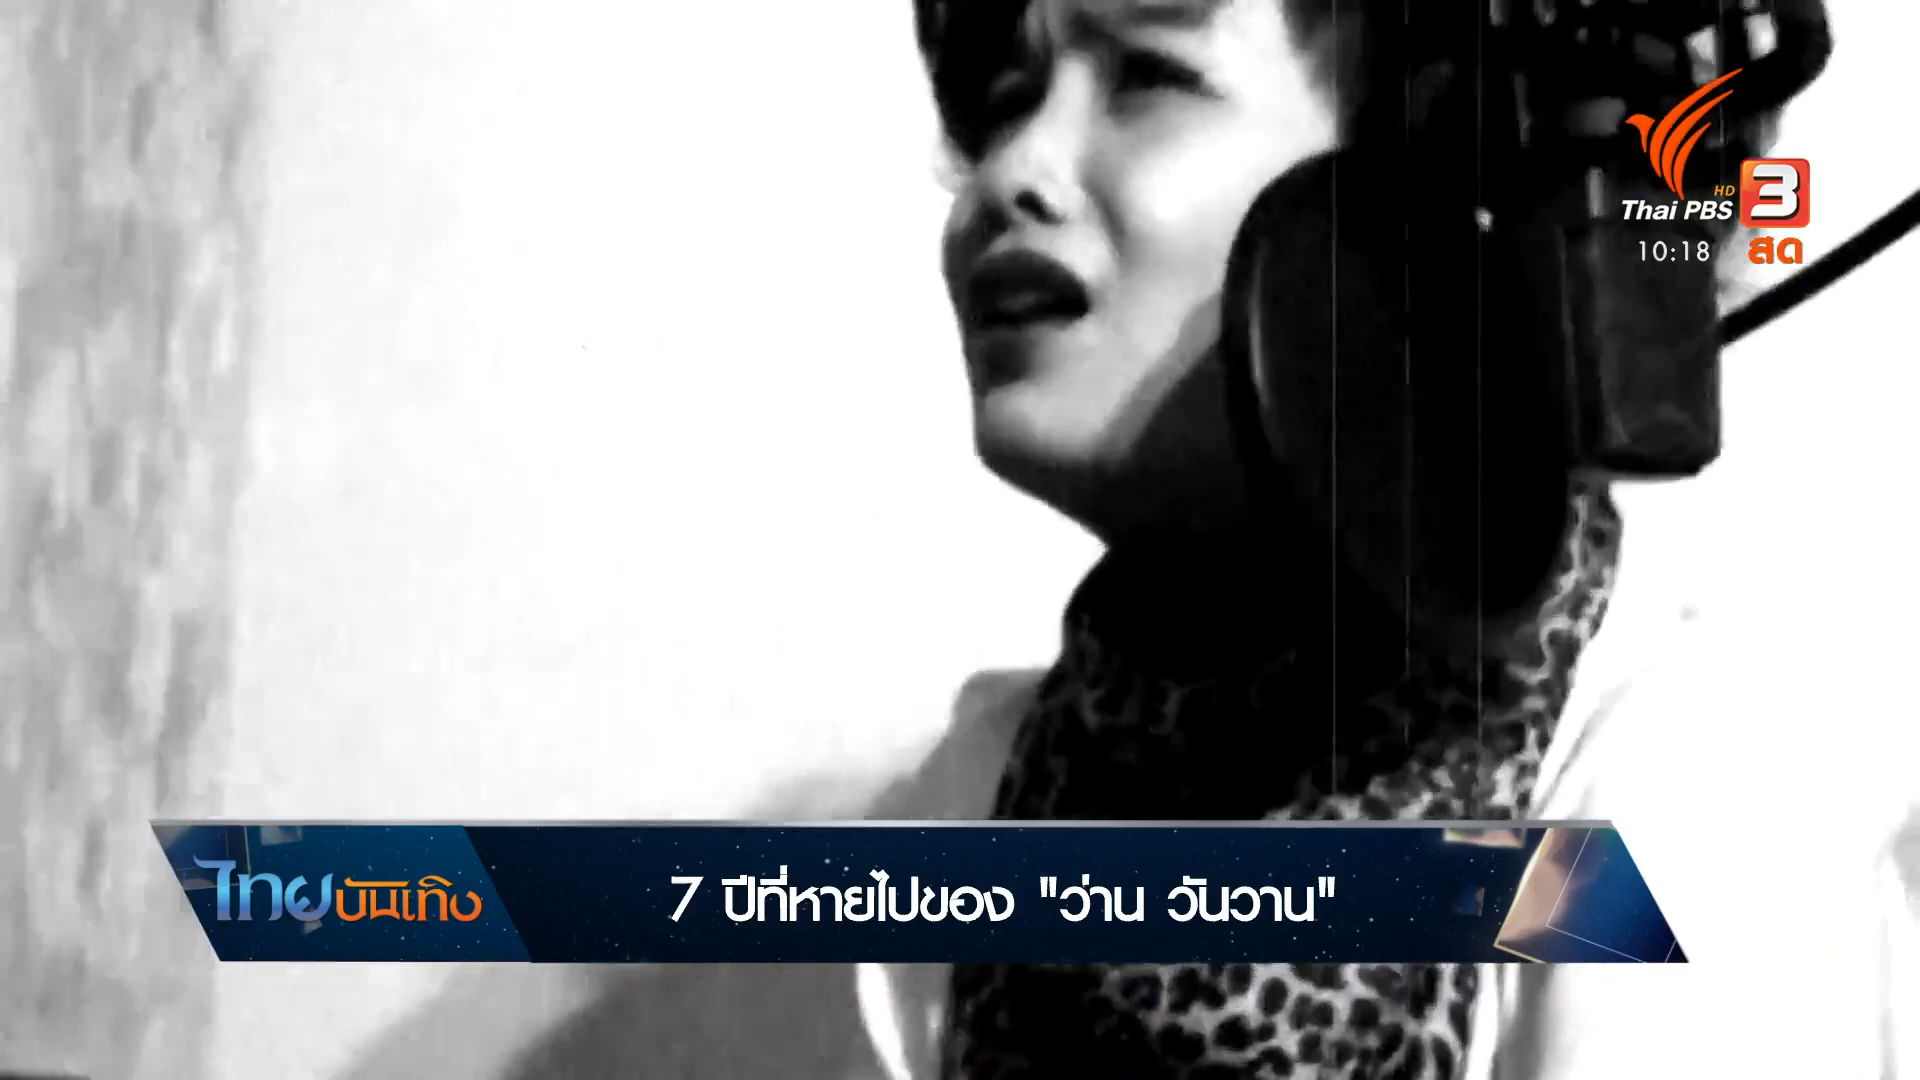 HD
Thai PBS 3
10:18 สด
ไทยบันเทิง
7 ปีที่หายไปของ "ว่าน วันวาน"